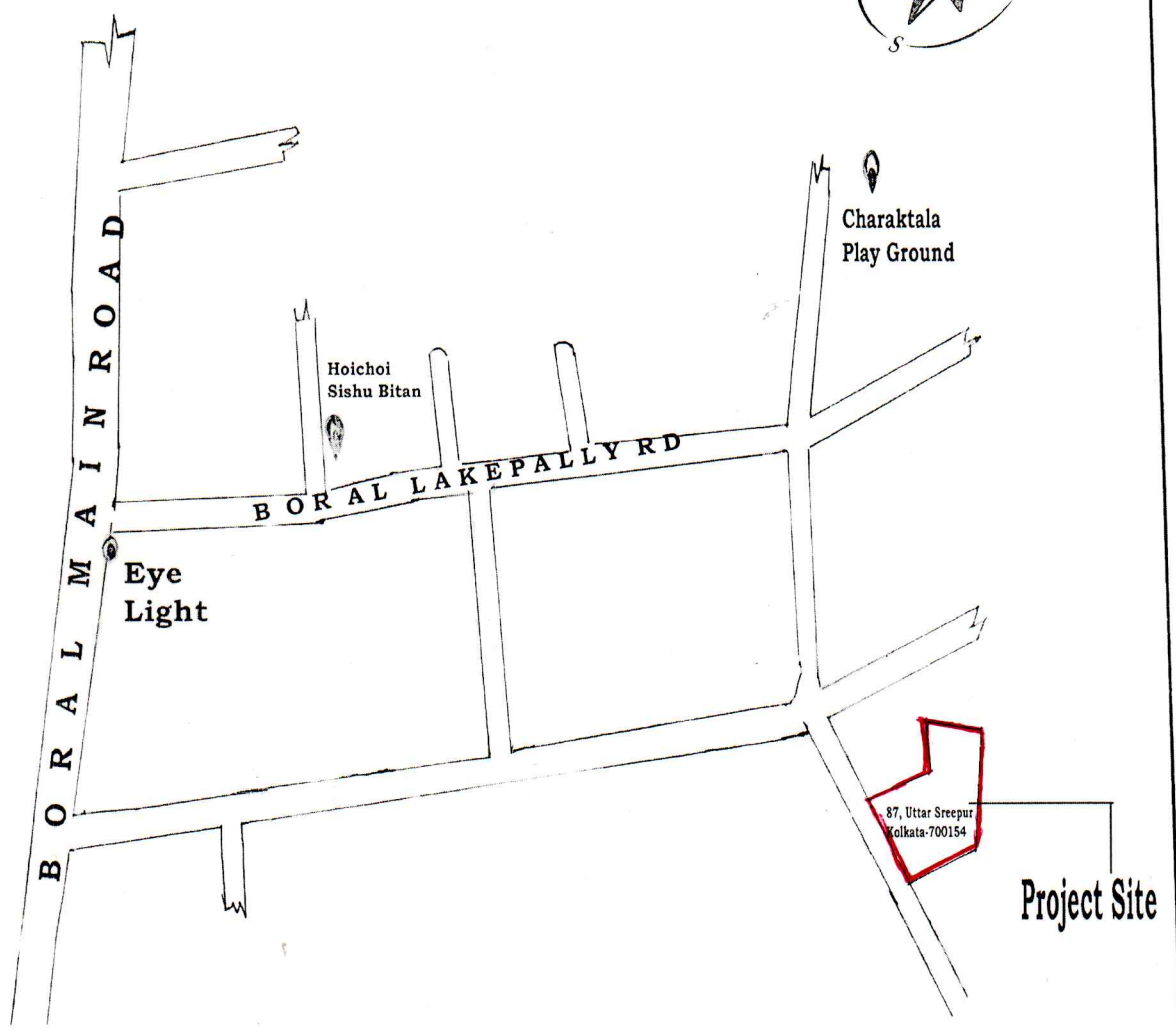 S
Charaktala
Play Ground
BORAL MAIN ROAD
Hoichoi
Sishu Bitan
BORAL LAKEPALLY RD
Eye
Light
87, Uttar Sreepur
Kolkata-700154
Project Site